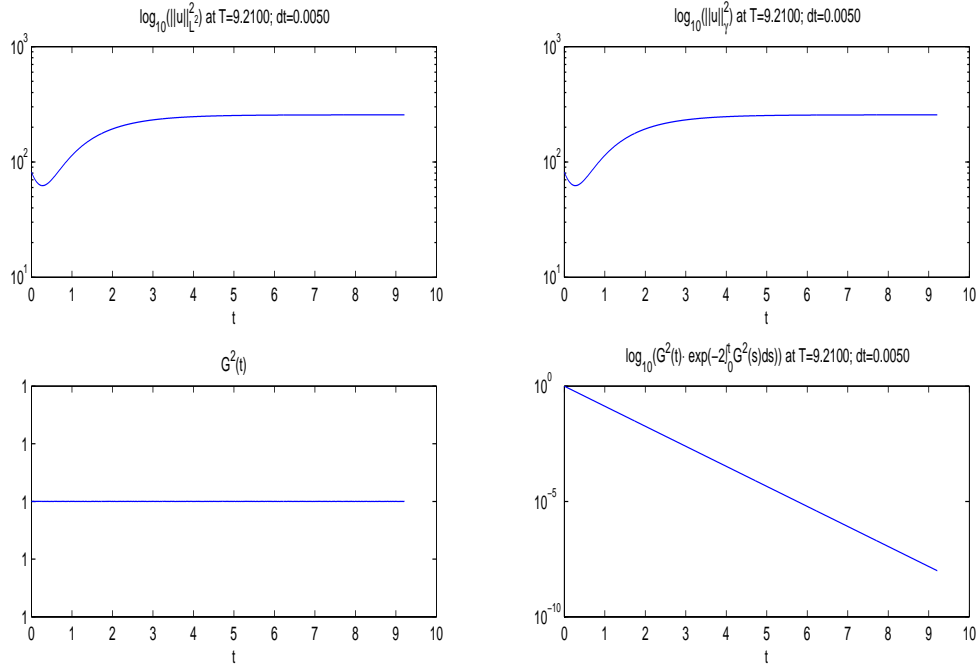 log₁₀(||u||²_L²) at T=9.2100; dt=0.0050
10³
10²
10¹
0 1 2 3 4 5 6 7 8 9 10
t
log₁₀(||u||²_γ) at T=9.2100; dt=0.0050
10³
10²
10¹
0 1 2 3 4 5 6 7 8 9 10
t
G²(t)
1
1
1
1
1
0 1 2 3 4 5 6 7 8 9 10
t
log₁₀(G²(t)· exp(−2∫₀ᵗG²(s)ds)) at T=9.2100; dt=0.0050
10⁰
10⁻⁵
10⁻¹⁰
0 1 2 3 4 5 6 7 8 9 10
t